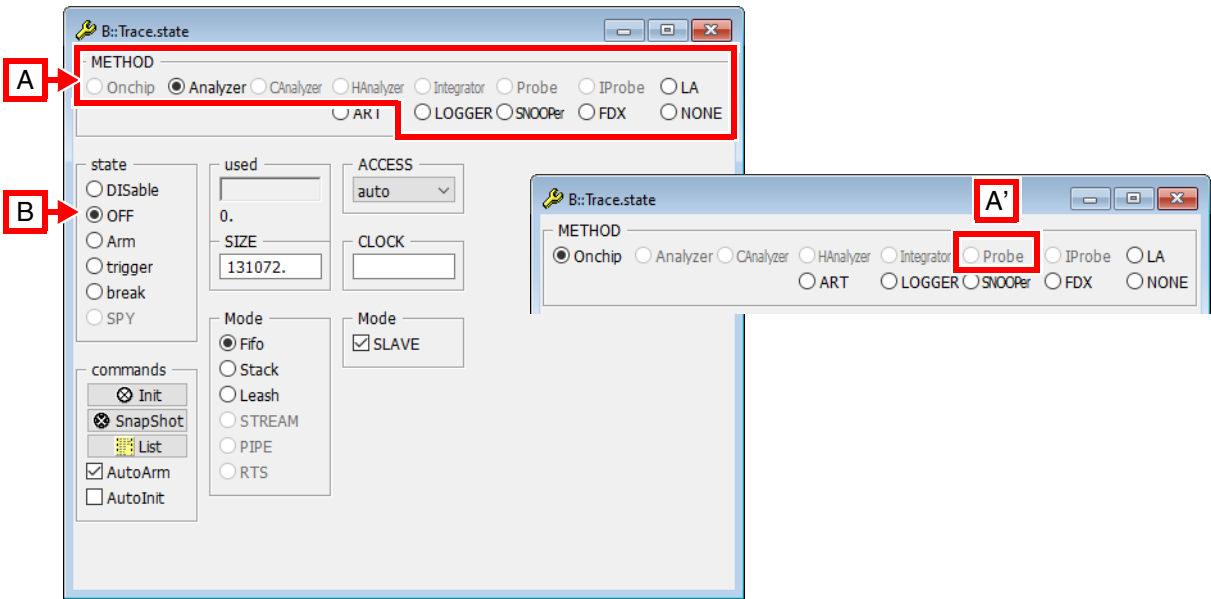 B::Trace.state
METHOD
A
Onchip Analyzer CAnalyzer HAnalyzer Integrator Probe IProbe LA
ART LOGGER SNOOPer FDX NONE
state
DISable
B
OFF
Arm
trigger
break
SPY
used
0.
SIZE
131072.
ACCESS
auto
CLOCK
Mode
Fifo
Stack
Leash
STREAM
PIPE
RTS
Mode
SLAVE
commands
Init
SnapShot
List
AutoArm
AutoInit
B::Trace.state
A'
METHOD
Onchip Analyzer CAnalyzer HAnalyzer Integrator Probe IProbe LA
ART LOGGER SNOOPer FDX NONE